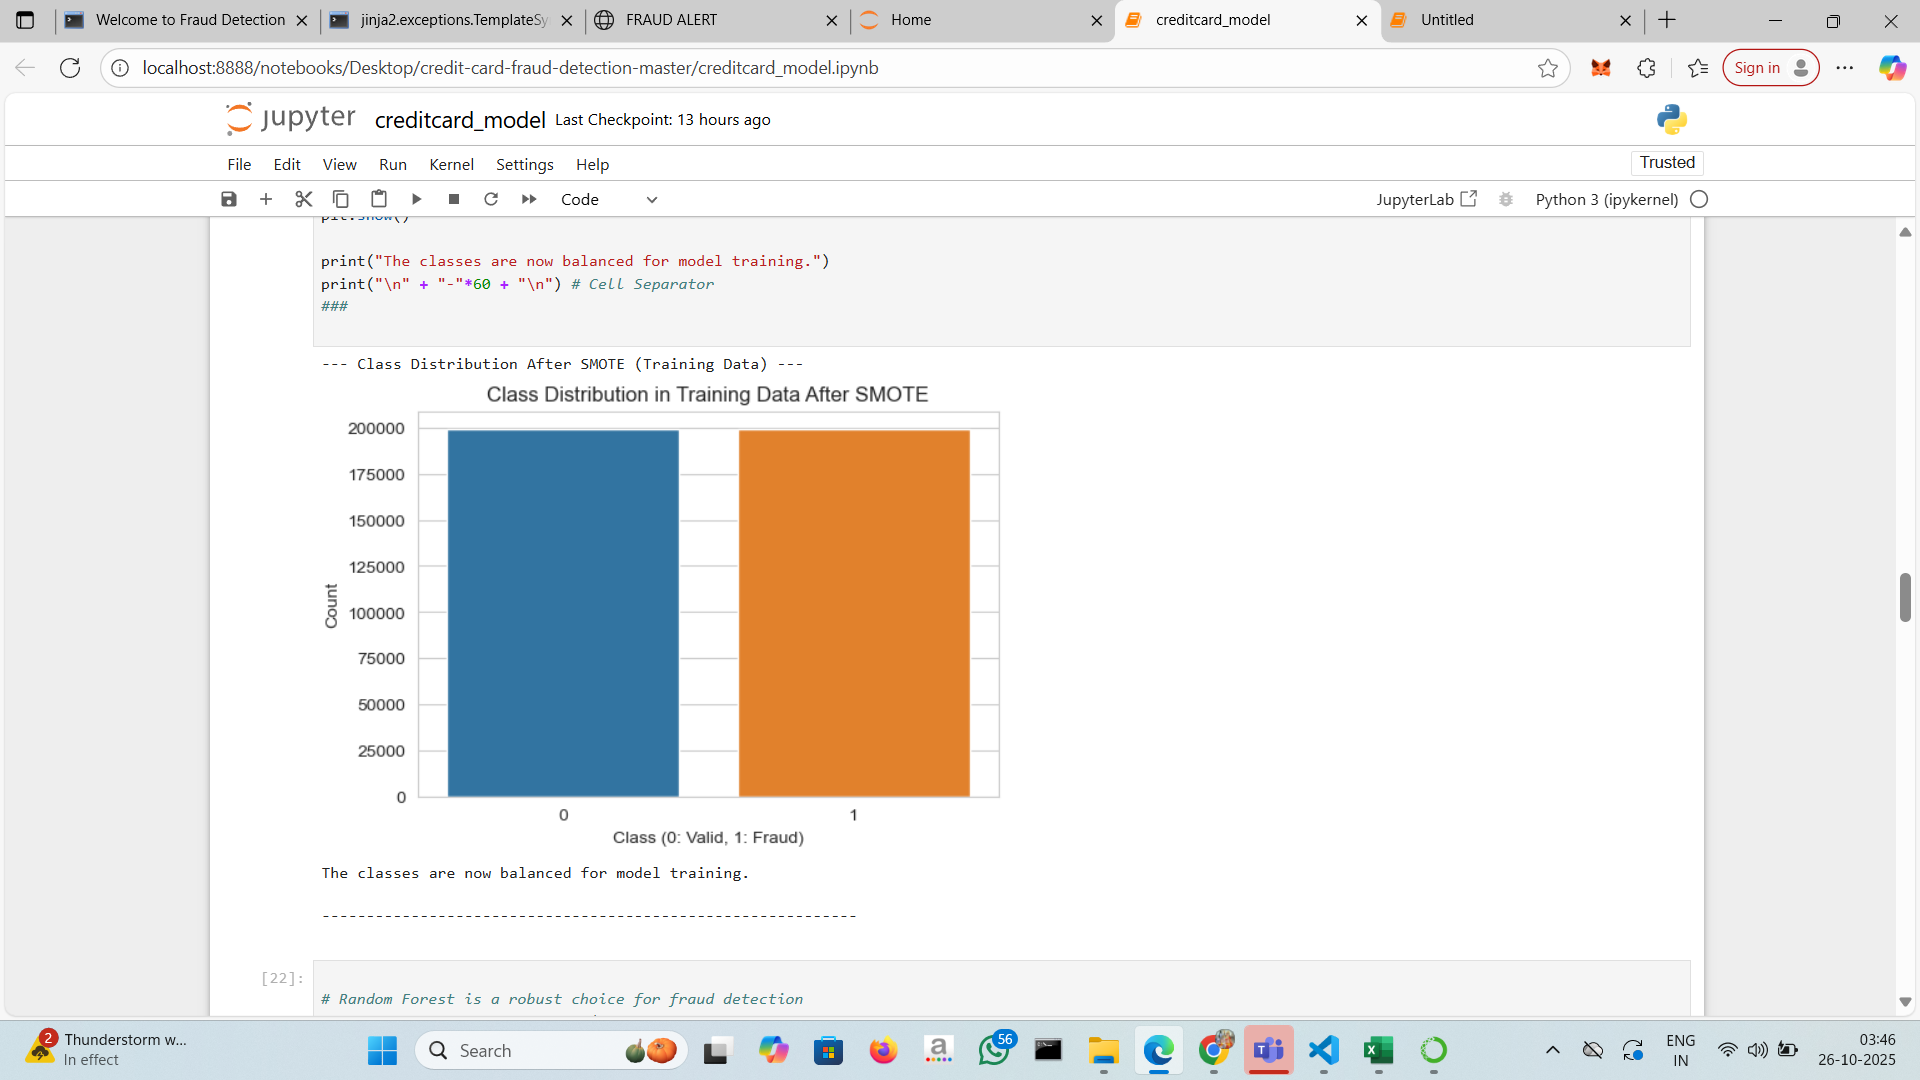 Welcome to Fraud Detection
jinja2.exceptions.TemplateSy
FRAUD ALERT
Home
creditcard_model
Untitled
localhost:8888/notebooks/Desktop/credit-card-fraud-detection-master/creditcard_model.ipynb
Sign in
jupyter
creditcard_model
Last Checkpoint: 13 hours ago
File Edit View Run Kernel Settings Help
Trusted
Code
JupyterLab
Python 3 (ipykernel)
plt.show()
print("The classes are now balanced for model training.")
print("\n" + "-"*60 + "\n") # Cell Separator
###
--- Class Distribution After SMOTE (Training Data) ---
Class Distribution in Training Data After SMOTE
200000
175000
150000
125000
100000
75000
50000
25000
0
Count
0
1
Class (0: Valid, 1: Fraud)
The classes are now balanced for model training.
------------------------------------------------------------
[22]:
# Random Forest is a robust choice for fraud detection
2
Thunderstorm w...
In effect
Search
a
56
ENG
IN
03:46
26-10-2025